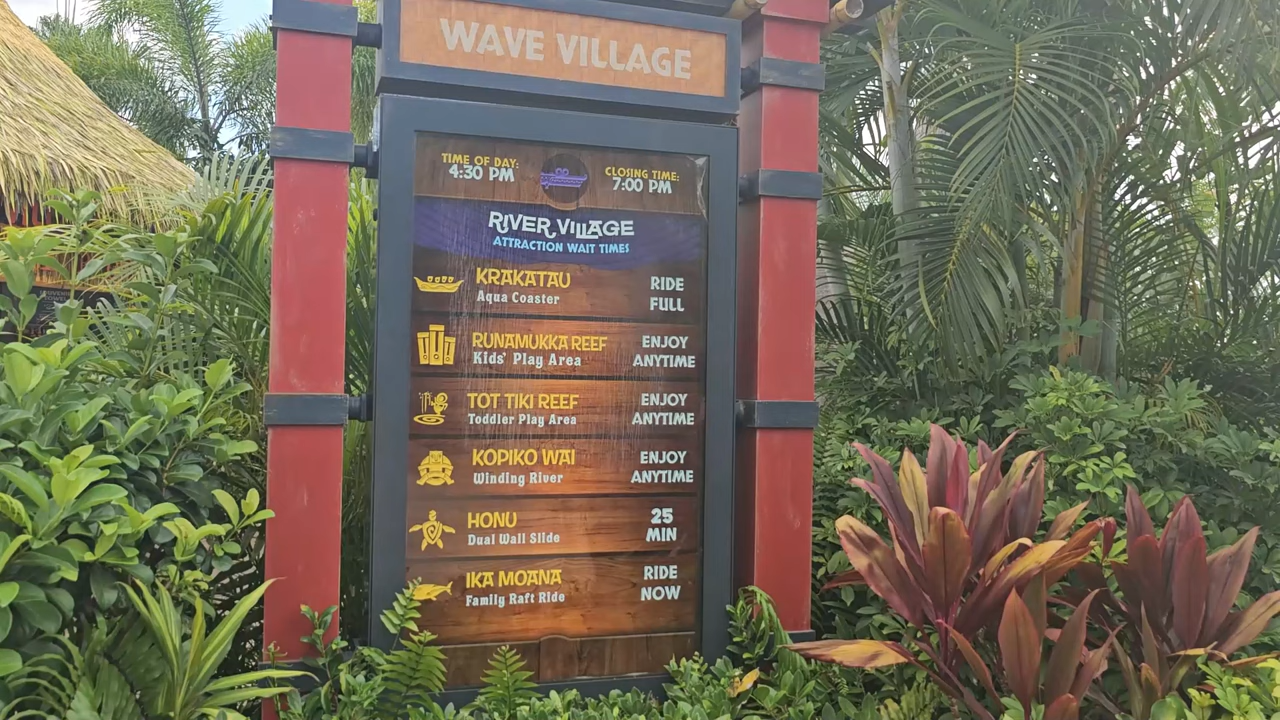 WAVE VILLAGE
TIME OF DAY:
4:30 PM
CLOSING TIME:
7:00 PM
RIVER VILLAGE
ATTRACTION WAIT TIMES
KRAKATAU
Aqua Coaster
RIDE
FULL
RUNAMUKKA REEF
Kids' Play Area
ENJOY
ANYTIME
TOT TIKI REEF
Toddler Play Area
ENJOY
ANYTIME
KOPIKO WAI
Winding River
ENJOY
ANYTIME
HONU
Dual Wall Slide
25
MIN
IKA MOANA
Family Raft Ride
RIDE
NOW